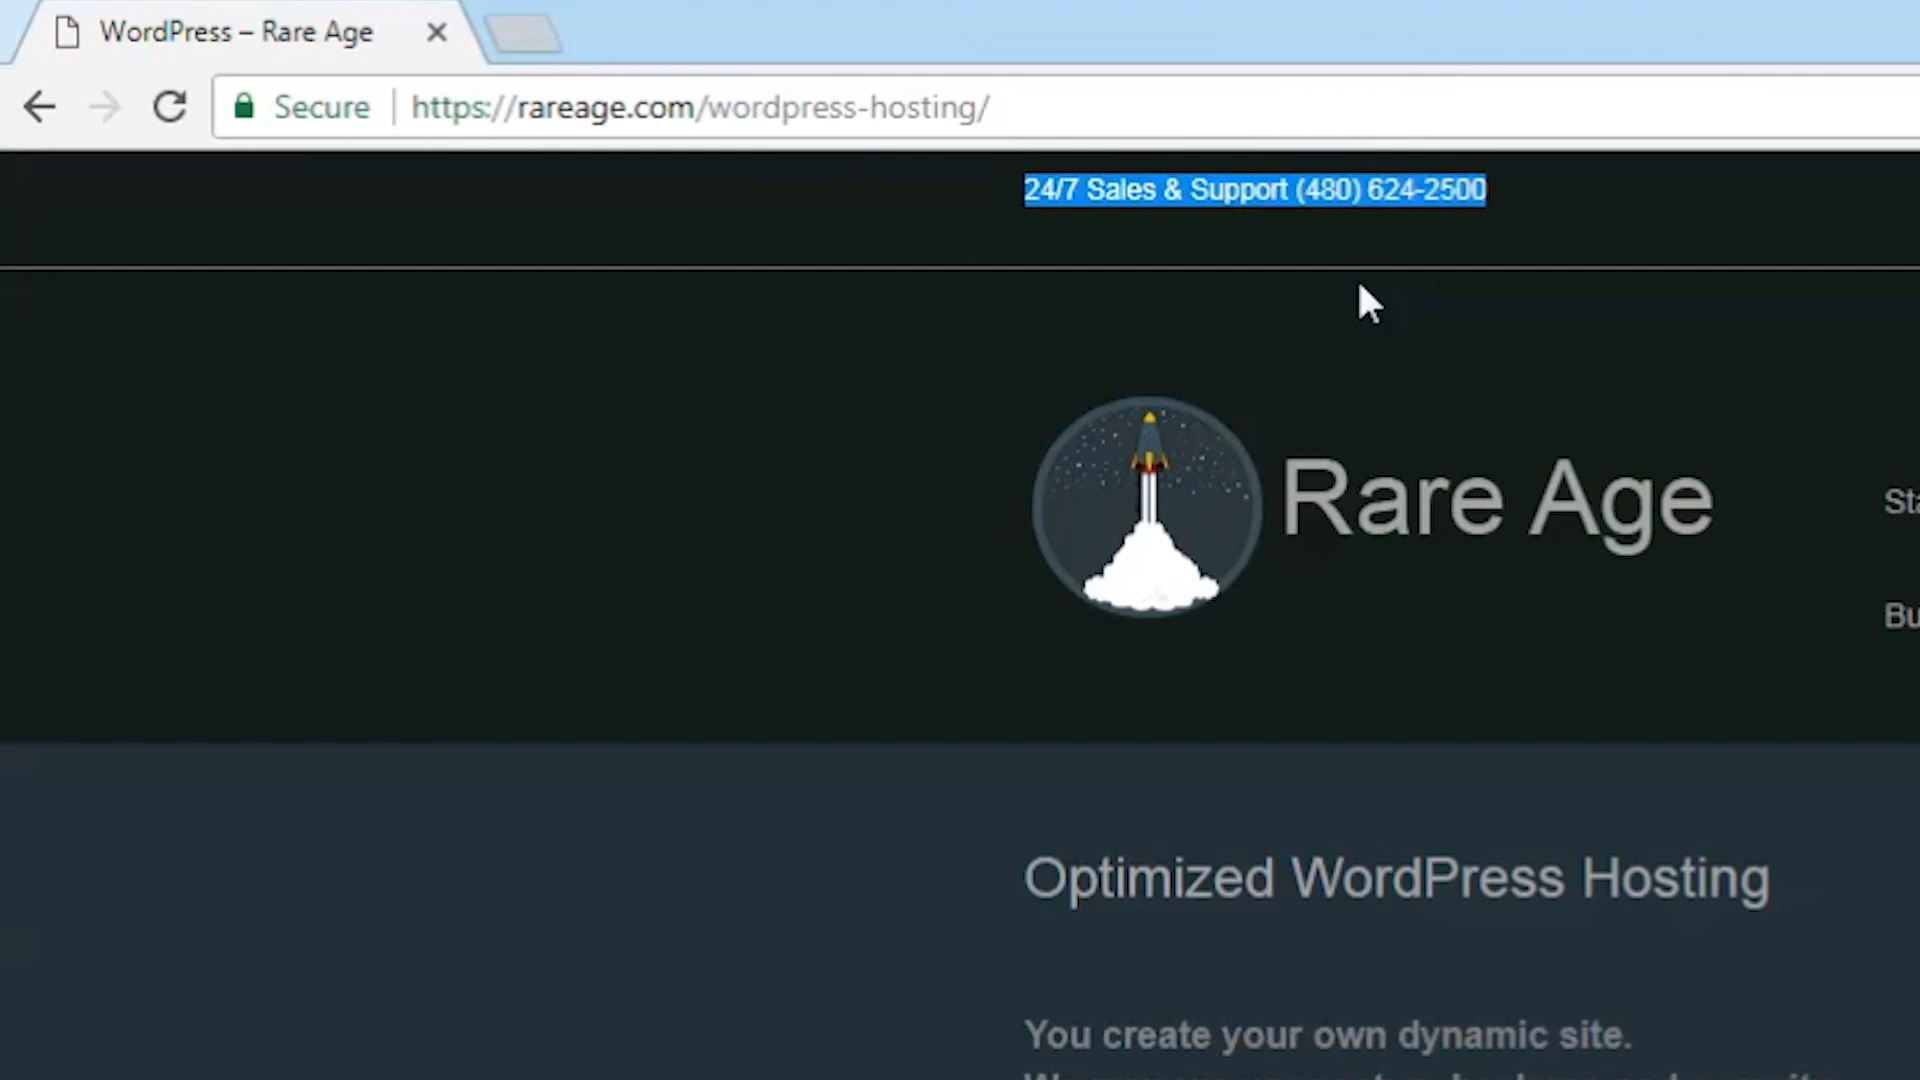 WordPress – Rare Age
Secure
https://rareage.com/wordpress-hosting/
24/7 Sales & Support (480) 624-2500
Rare Age
Optimized WordPress Hosting
You create your own dynamic site.